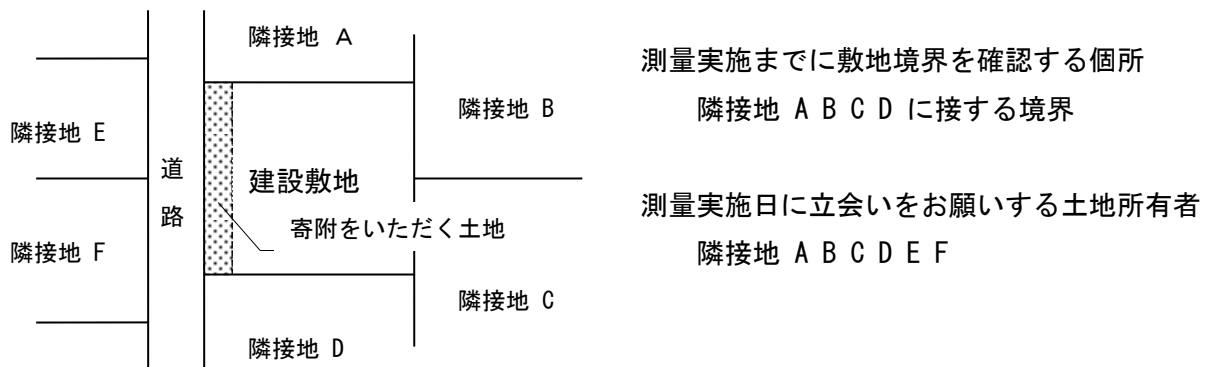 隣接地 A
測量実施までに敷地境界を確認する個所
隣接地 B
隣接地 A B C D に接する境界
隣接地 E
道路
建設敷地
測量実施日に立会いをお願いする土地所有者
寄附をいただく土地
隣接地 F
隣接地 A B C D E F
隣接地 C
隣接地 D